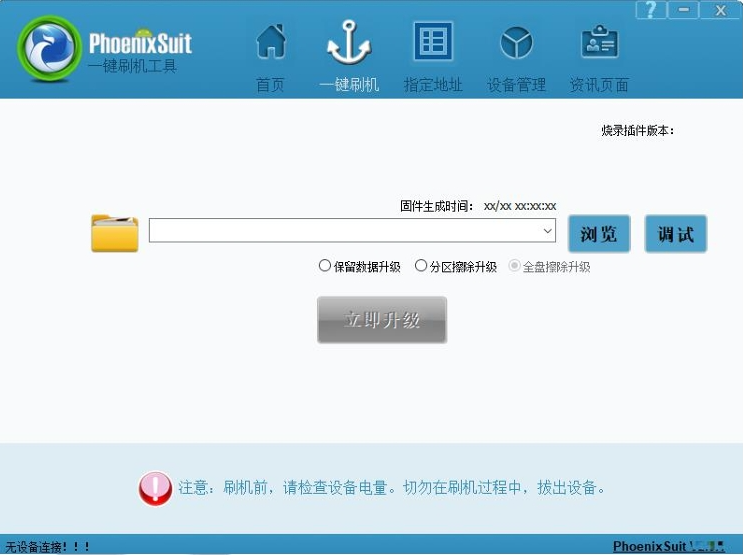 PhoenixSuit
一键刷机工具
首页
一键刷机
指定地址
设备管理
资讯页面
烧录插件版本：
固件生成时间： xx/xx xx:xx:xx
浏览
调试
保留数据升级
分区擦除升级
全盘擦除升级
立即升级
注意：刷机前，请检查设备电量。切勿在刷机过程中，拔出设备。
无设备连接！！！
PhoenixSuit